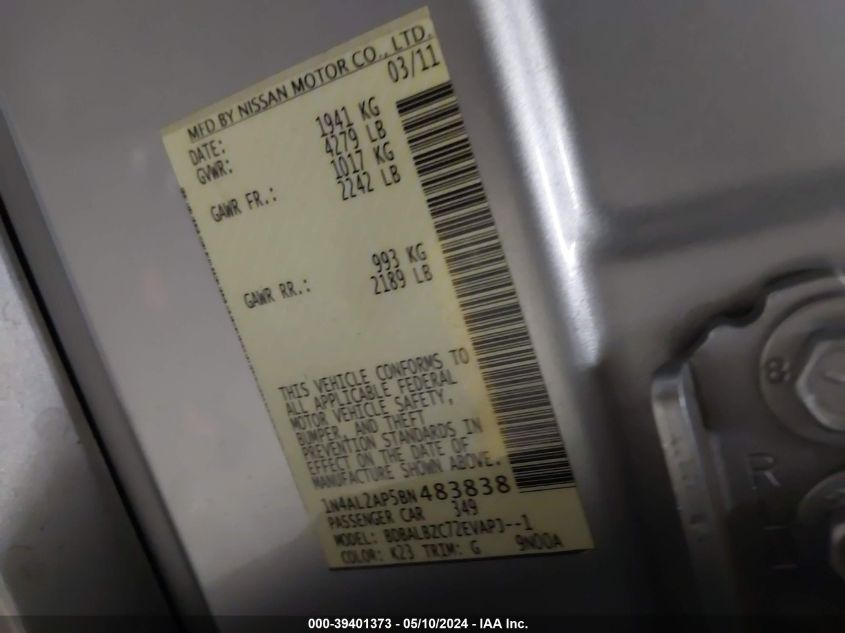 MFD BY NISSAN MOTOR CO., LTD.
DATE: 03/11
GVWR: 1941 KG
4279 LB
GAWR FR.: 1017 KG
2242 LB
GAWR RR.: 993 KG
2189 LB
THIS VEHICLE CONFORMS TO
ALL APPLICABLE FEDERAL
MOTOR VEHICLE SAFETY,
BUMPER, AND THEFT
PREVENTION STANDARDS IN
EFFECT ON THE DATE OF
MANUFACTURE SHOWN ABOVE.
1N4AL2AP5BN483838
PASSENGER CAR 349
MODEL: BDBALB2C72EVAPJ--1
COLOR: K23 TRIM: G 9N00A
8
R
000-39401373 - 05/10/2024 - IAA Inc.